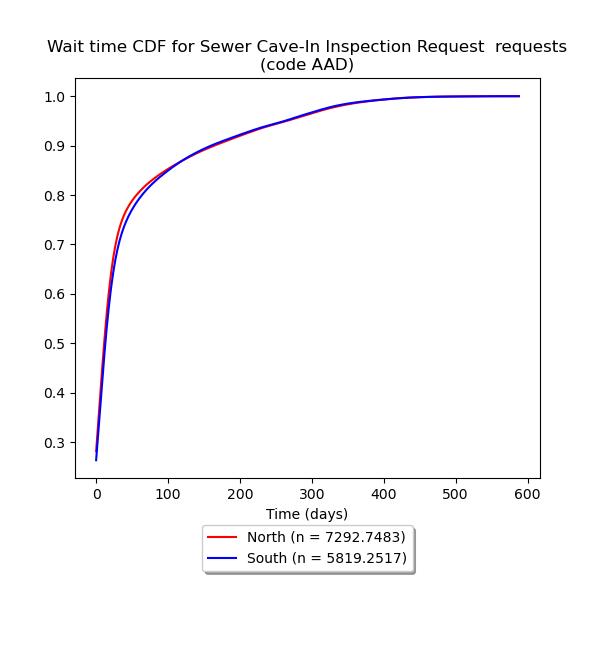 Wait time CDF for Sewer Cave-In Inspection Request  requests
(code AAD)
1.0
0.9
0.8
0.7
0.6
0.5
0.4
0.3
0 100 200 300 400 500 600
Time (days)
North (n = 7292.7483)
South (n = 5819.2517)